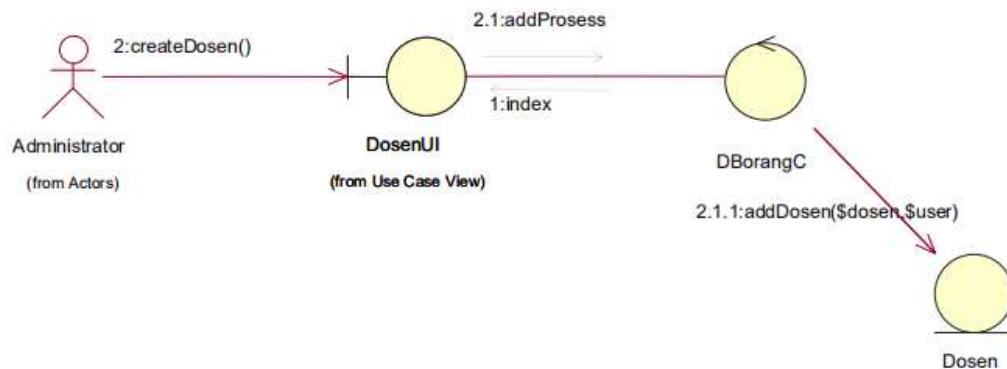 2.1:addProsess
2:createDosen()
1:index
Administrator
(from Actors)
DosenUI
(from Use Case View)
DBorangC
2.1.1:addDosen($dosen,$user)
Dosen